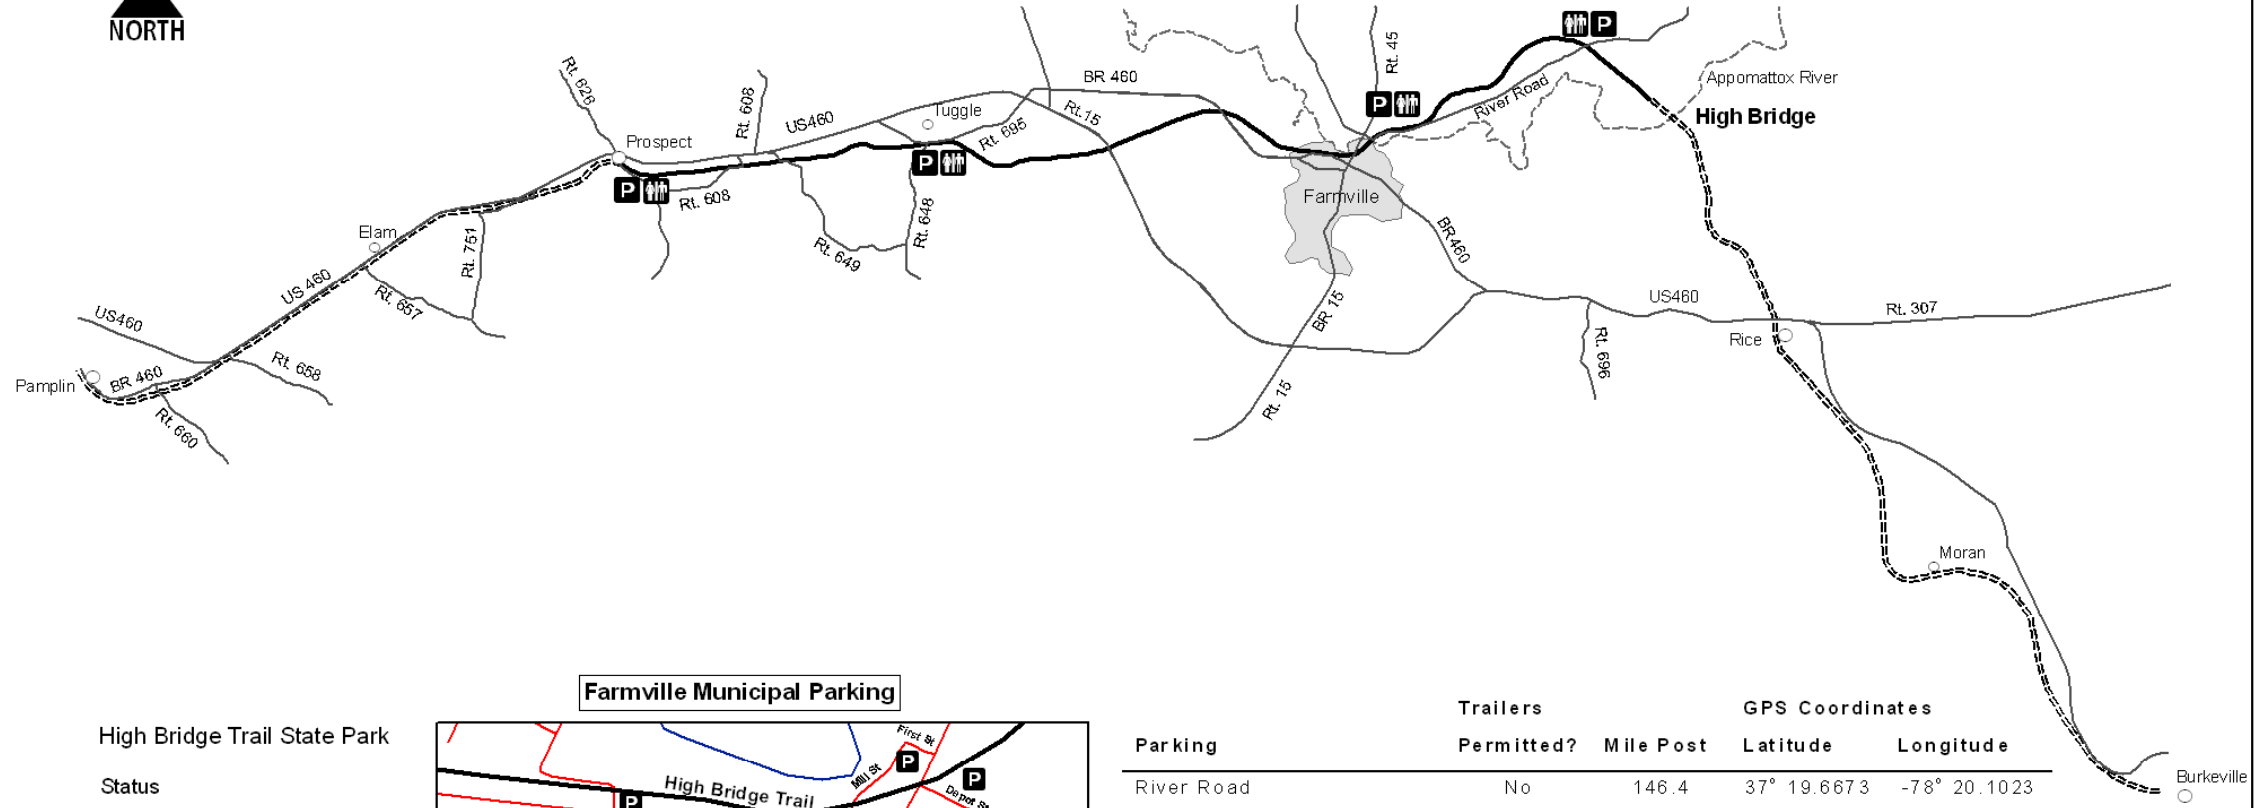 NORTH
Rt. 626
Rt. 608
US460
Prospect
Tuggle
BR 460
Rt.15
Rt. 695
Rt. 45
River Road
Appomattox River
High Bridge
Rt. 608
Rt. 649
Rt. 648
Farmville
BR 460
Elam
Rt. 751
US 460
Rt. 657
US460
Rt. 658
Pamplin
BR 460
Rt. 660
BR 15
Rt. 15
US460
Rt. 307
Rice
Rt. 696
Moran
Burkeville
P
P
P
P
High Bridge Trail State Park
Status
Farmville Municipal Parking
First St
Mill St
High Bridge Trail
Depot St
P
P
P
Trailers GPS Coordinates
Parking Permitted? Mile Post Latitude Longitude
River Road No 146.4 37° 19.6673 -78° 20.1023